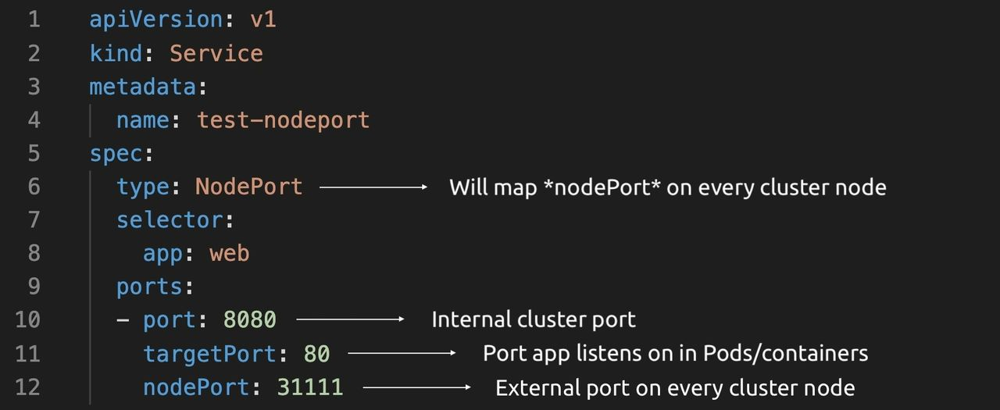 1 apiVersion: v1
2 kind: Service
3 metadata:
4 name: test-nodeport
5 spec:
6 type: NodePort Will map *nodePort* on every cluster node
7 selector:
8 app: web
9 ports:
10 - port: 8080 Internal cluster port
11 targetPort: 80 Port app listens on in Pods/containers
12 nodePort: 31111 External port on every cluster node